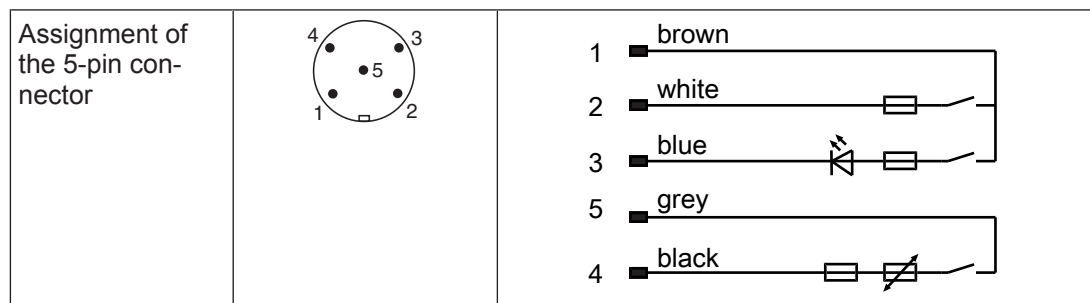 Assignment of
the 5-pin con-
nector
4 3
5
1 2
1 brown
2 white
3 blue
5 grey
4 black